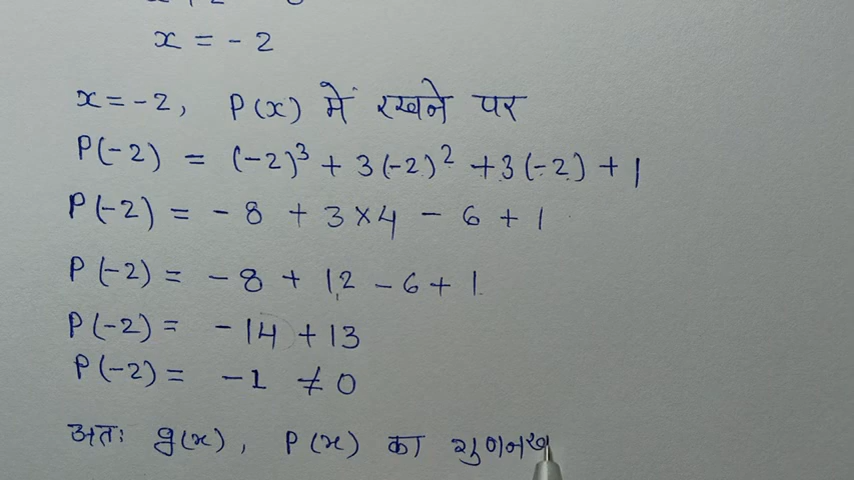 x = - 2
x = -2, P(x) में रखने पर
P(-2) = (-2)³ + 3(-2)² + 3(-2) + 1
P(-2) = - 8 + 3×4 - 6 + 1
P(-2) = - 8 + 12 - 6 + 1
P(-2) = - 14 + 13
P(-2) = - 1 ≠ 0
अतः g(x), P(x) का गुणनख